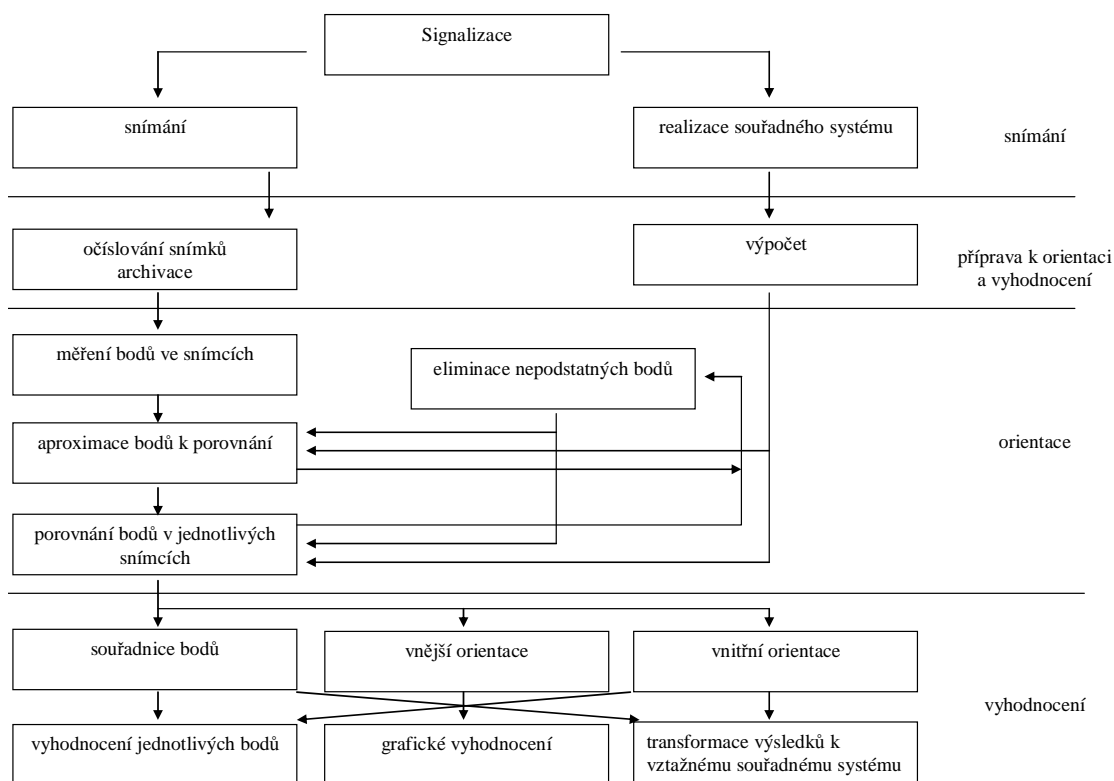 Signalizace
snímání
realizace souřadného systému
snímání
očíslování snímků
archivace
výpočet
příprava k orientaci
a vyhodnocení
měření bodů ve snímcích
eliminace nepodstatných bodů
aproximace bodů k porovnání
orientace
porovnání bodů v jednotlivých
snímcích
souřadnice bodů
vnější orientace
vnitřní orientace
vyhodnocení
vyhodnocení jednotlivých bodů
grafické vyhodnocení
transformace výsledků k
vztažnému souřadnému systému